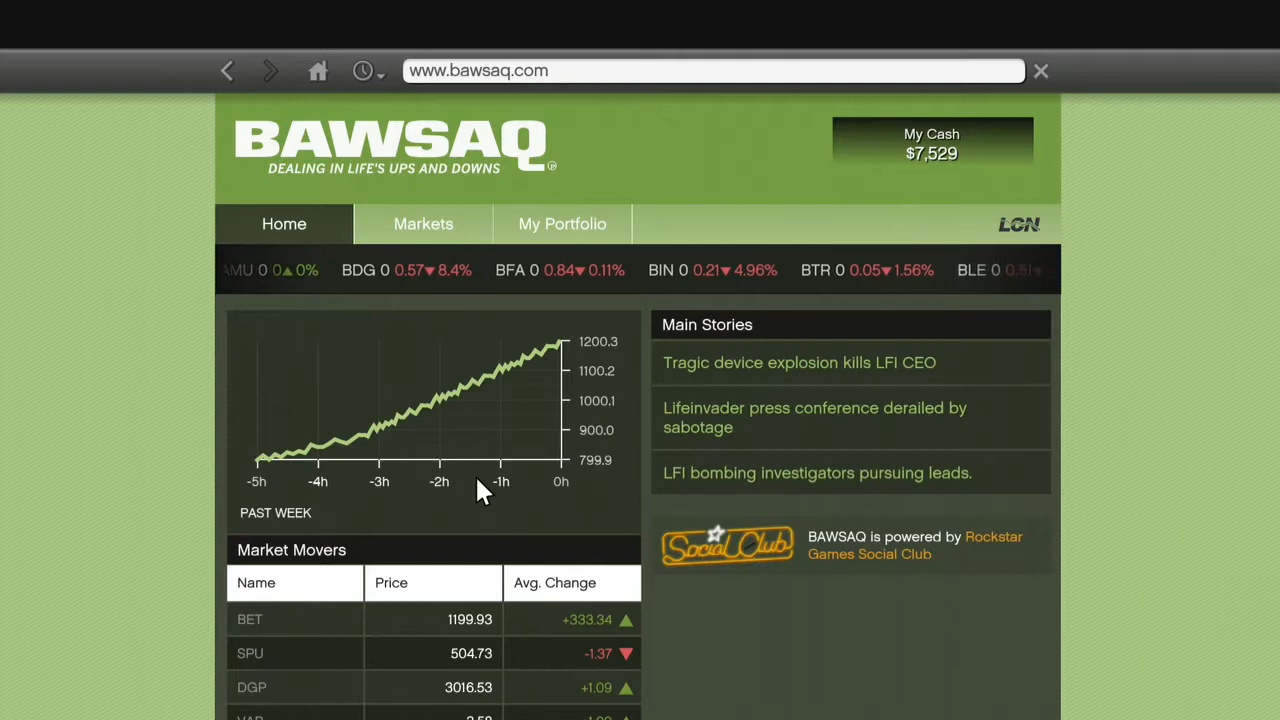 www.bawsaq.com
BAWSAQ
DEALING IN LIFE'S UPS AND DOWNS
My Cash
$7,529
Home Markets My Portfolio LCN
AMU 0 0▲0% BDG 0 0.57▼8.4% BFA 0 0.84▼0.11% BIN 0 0.21▼4.96% BTR 0 0.05▼1.56% BLE 0 0.51▼
1200.3
1100.2
1000.1
900.0
799.9
-5h -4h -3h -2h -1h 0h
PAST WEEK
Main Stories
Tragic device explosion kills LFI CEO
Lifeinvader press conference derailed by
sabotage
LFI bombing investigators pursuing leads.
Social Club
BAWSAQ is powered by Rockstar
Games Social Club
Market Movers
Name Price Avg. Change
BET 1199.93 +333.34 ▲
SPU 504.73 -1.37 ▼
DGP 3016.53 +1.09 ▲